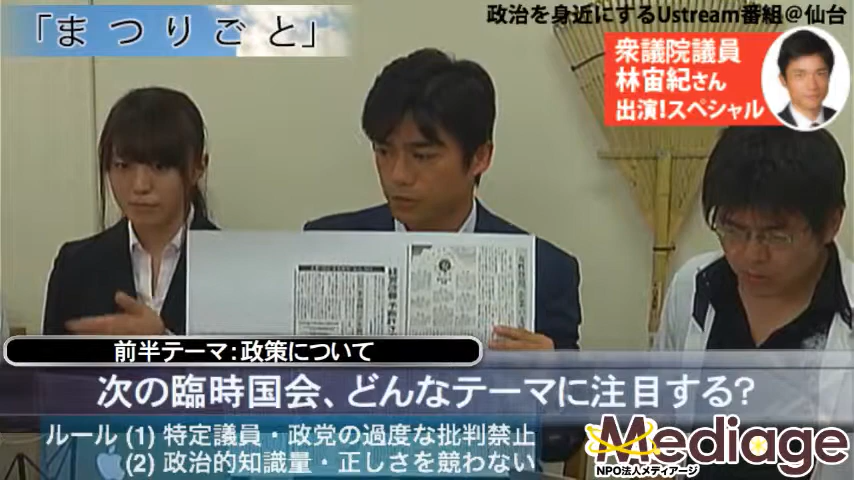 「まつりごと」
政治を身近にするUstream番組@仙台
衆議院議員
林宙紀さん
出演!スペシャル
前半テーマ:政策について
次の臨時国会、どんなテーマに注目する?
ルール (1) 特定議員・政党の過度な批判禁止
(2) 政治的知識量・正しさを競わない
Mediage
NPO法人メディアージ